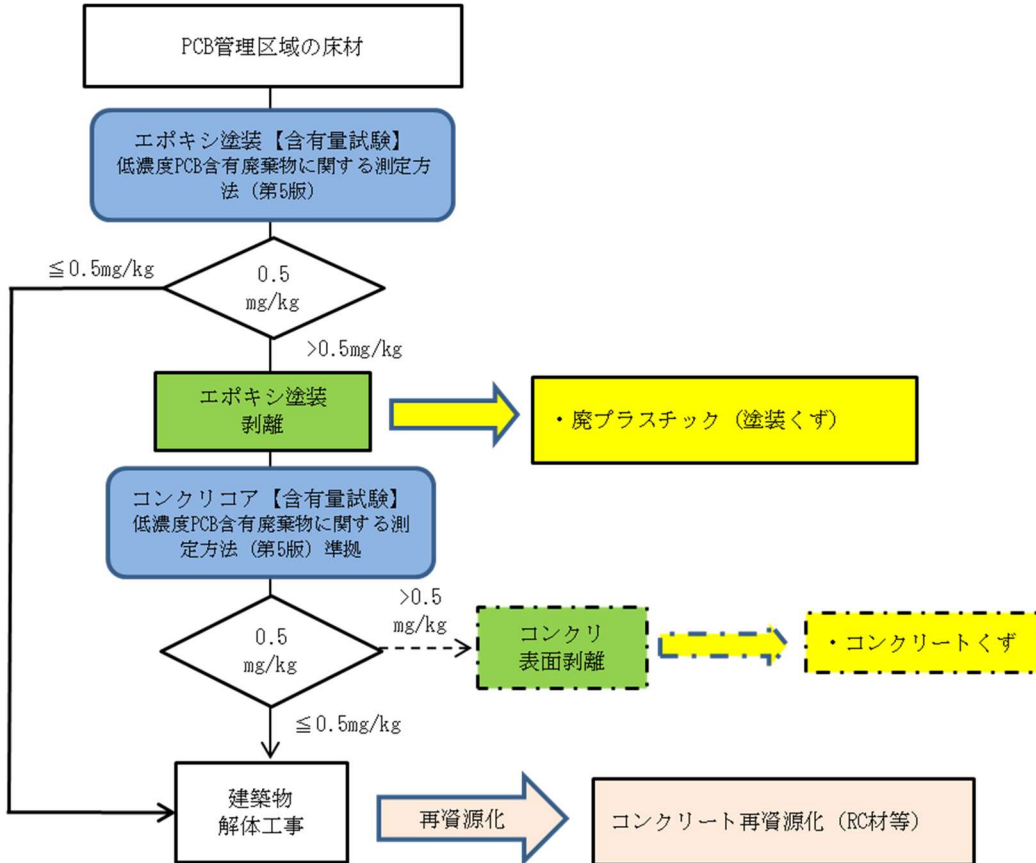 PCB管理区域の床材
エポキシ塗装【含有量試験】
低濃度PCB含有廃棄物に関する測定方
法（第5版）
≦0.5mg/kg
0.5
mg/kg
>0.5mg/kg
エポキシ塗装
剥離
・廃プラスチック（塗装くず）
コンクリコア【含有量試験】
低濃度PCB含有廃棄物に関する測
定方法（第5版）準拠
0.5
mg/kg
>0.5
mg/kg
コンクリ
表面剥離
・コンクリートくず
≦0.5mg/kg
建築物
解体工事
再資源化
コンクリート再資源化（RC材等）